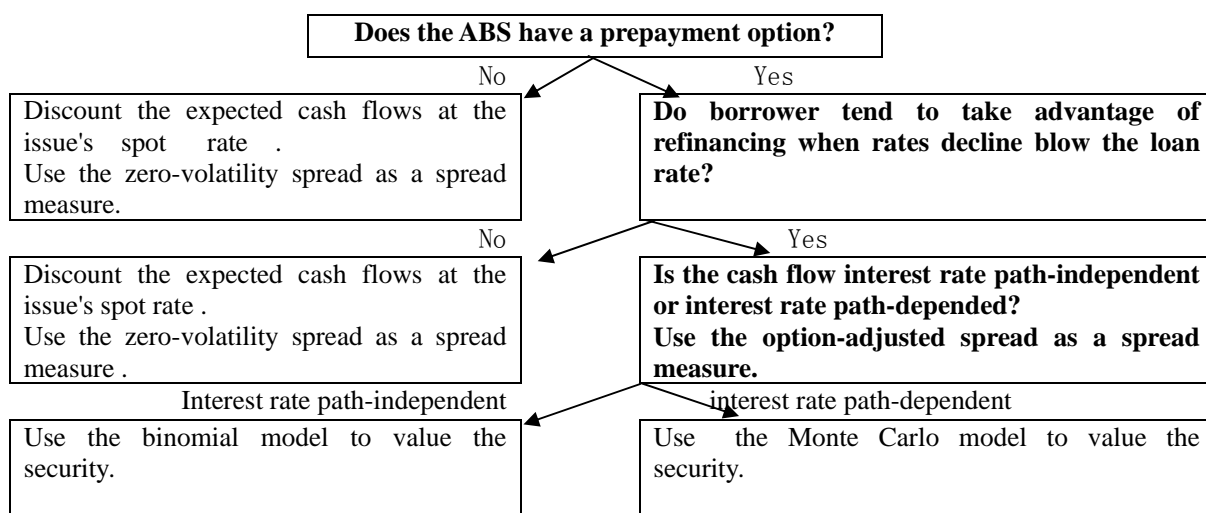 Does the ABS have a prepayment option?
No Yes
Discount the expected cash flows at the
issue's spot rate .
Use the zero-volatility spread as a spread
measure.
Do borrower tend to take advantage of
refinancing when rates decline blow the loan
rate?
No Yes
Discount the expected cash flows at the
issue's spot rate .
Use the zero-volatility spread as a spread
measure .
Is the cash flow interest rate path-independent
or interest rate path-depended?
Use the option-adjusted spread as a spread
measure.
Interest rate path-independent interest rate path-dependent
Use the binomial model to value the
security.
Use the Monte Carlo model to value the
security.